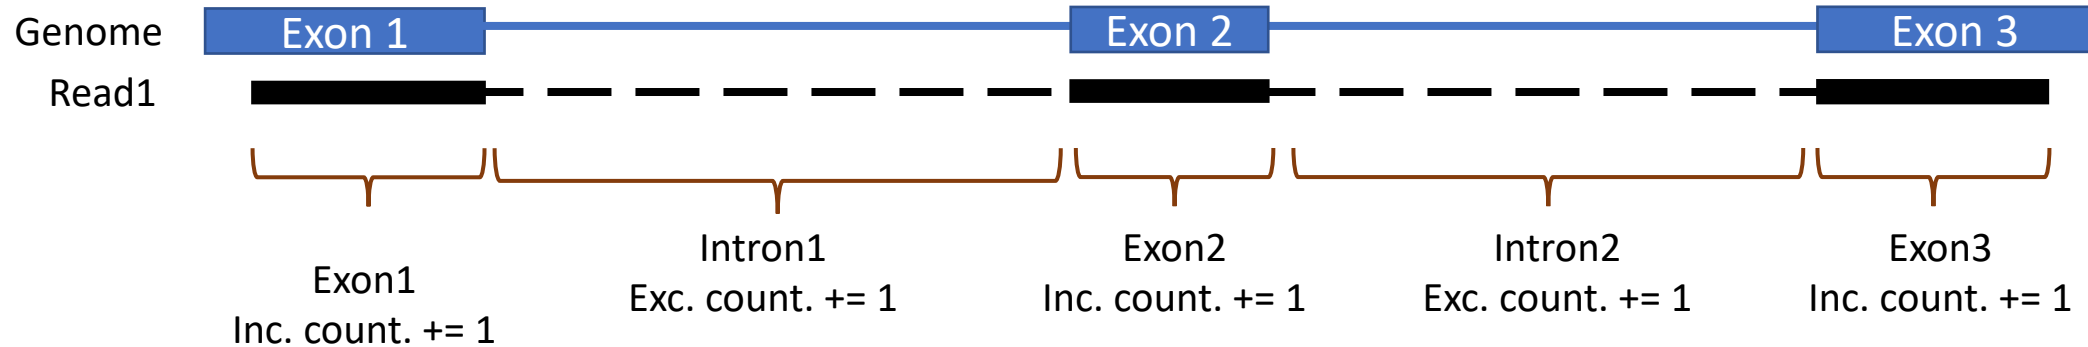 Genome
Exon 1
Exon 2
Exon 3
Read1
Exon1
Inc. count. += 1
Intron1
Exc. count. += 1
Exon2
Inc. count. += 1
Intron2
Exc. count. += 1
Exon3
Inc. count. += 1